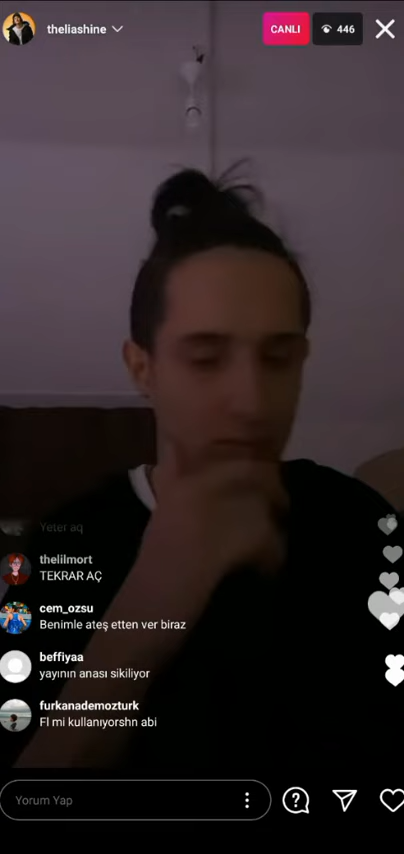 theliashine
CANLI
446
Yeter aq
thelilmort
TEKRAR AÇ
cem_ozsu
Benimle ateş etten ver biraz
beffiyaa
yayının anası sikiliyor
furkanademozturk
Fl mi kullanıyorshn abi
Yorum Yap